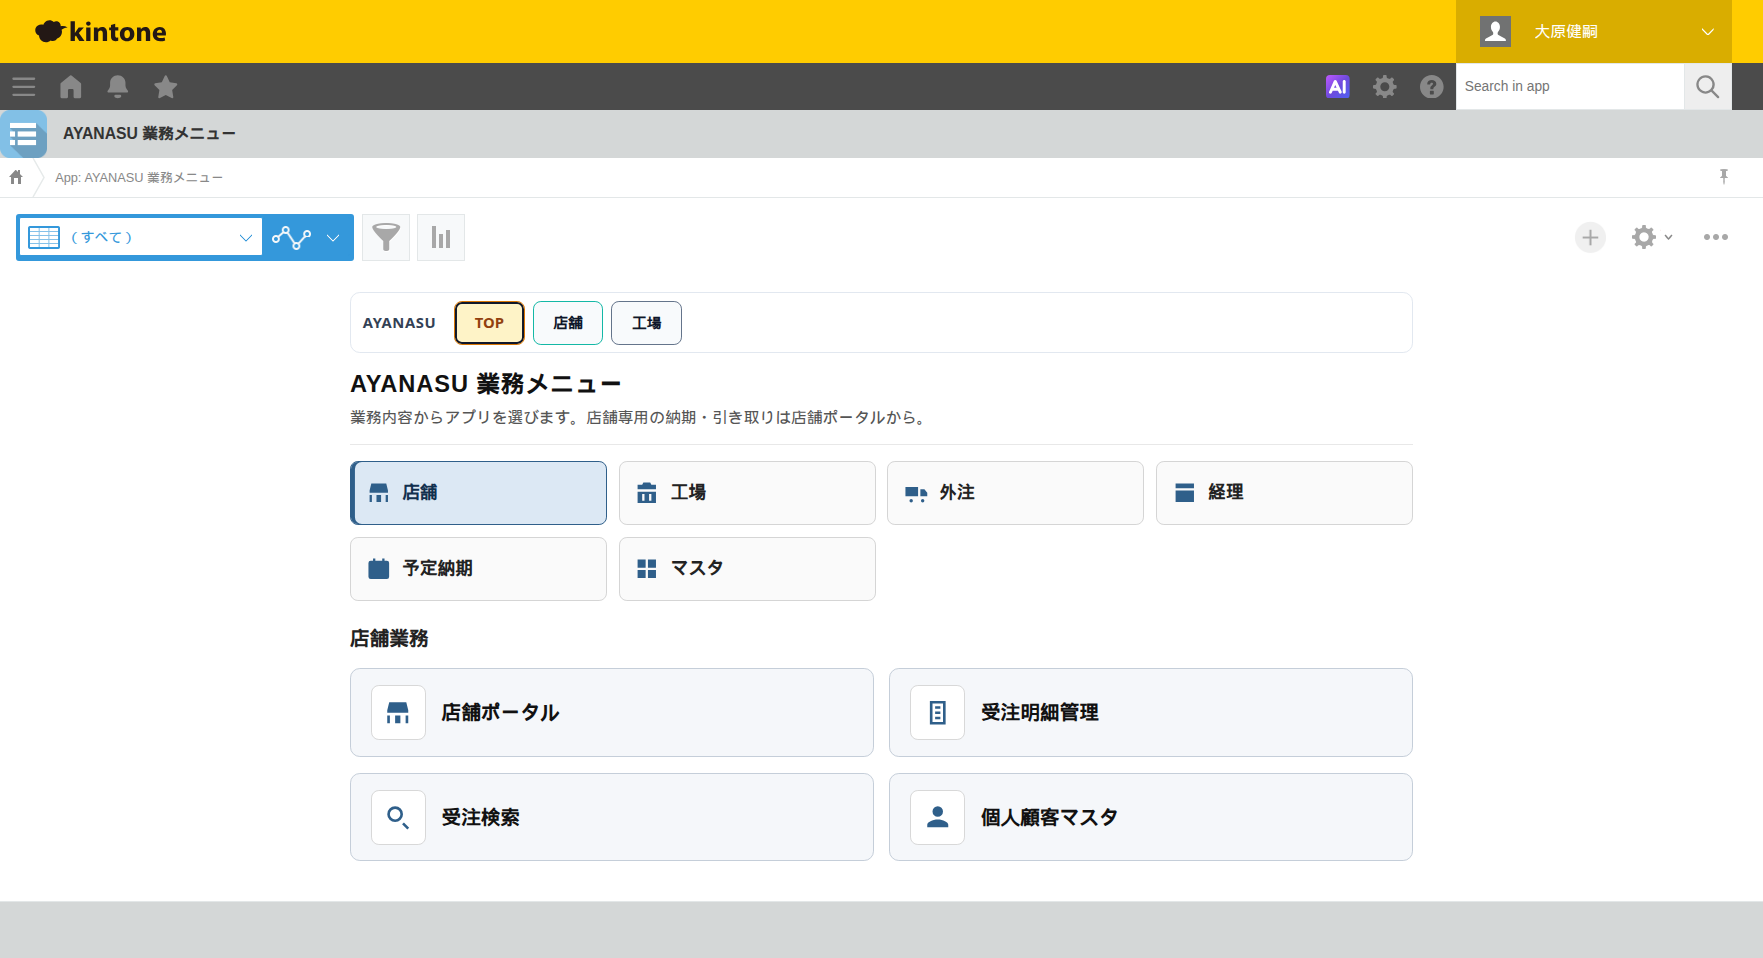 kintone
大原健嗣
AI
Search in app
AYANASU 業務メニュー
App: AYANASU 業務メニュー
（すべて）
AYANASU TOP 店舗 工場
AYANASU 業務メニュー
業務内容からアプリを選びます。店舗専用の納期・引き取りは店舗ポータルから。
店舗 工場 外注 経理
予定納期 マスタ
店舗業務
店舗ポータル 受注明細管理
受注検索 個人顧客マスタ